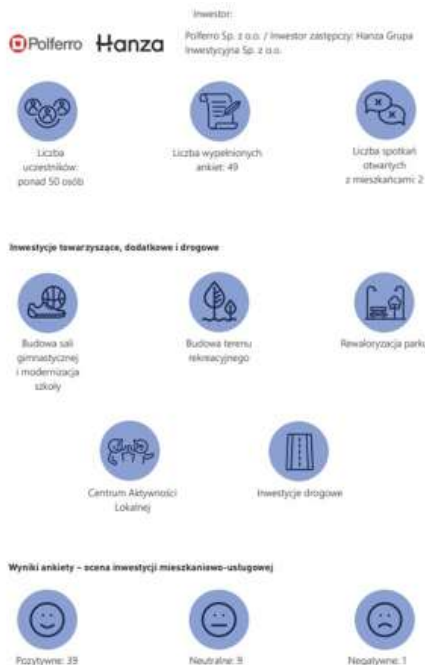 Inwestor:
Polferro Hanza
Polferro Sp. z o.o. / Inwestor zastępczy: Hanza Grupa
Inwestycyjna Sp. z o.o.
Liczba
uczestników:
ponad 50 osób
Liczba wypełnionych
ankiet: 49
Liczba spotkań
otwartych
z mieszkańcami: 2
Inwestycje towarzyszące, dodatkowe i drogowe
Budowa sali
gimnastycznej
i modernizacja
szkoły
Budowa terenu
rekreacyjnego
Rewaloryzacja parku
Centrum Aktywności
Lokalnej
Inwestycje drogowe
Wyniki ankiety – ocena inwestycji mieszkaniowo-usługowej
Pozytywne: 39
Neutralne: 9
Negatywne: 1